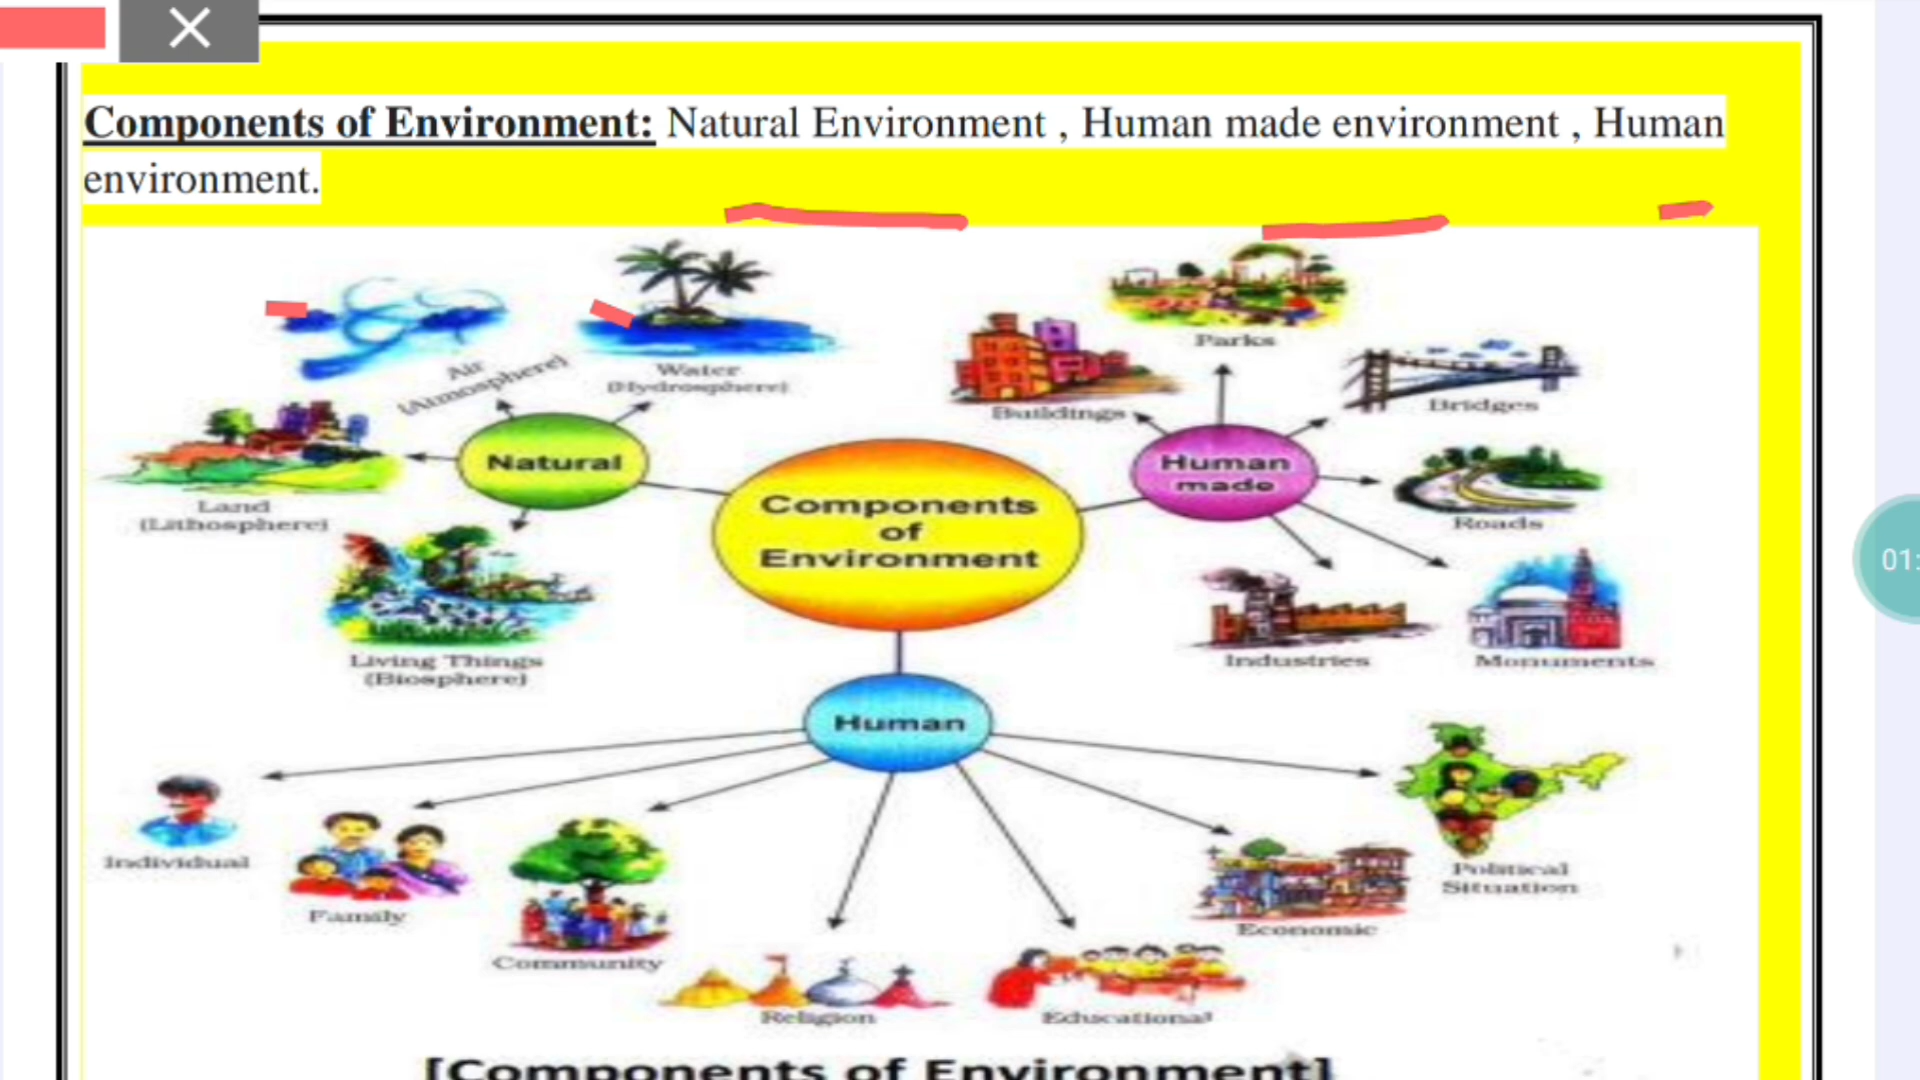 Components of Environment: Natural Environment , Human made environment , Human
environment.
Air
(Atmosphere)
Water
(Hydrosphere)
Land
(Lithosphere)
Natural
Living Things
(Biosphere)
Components
of
Environment
Parks
Buildings
Bridges
Human
made
Roads
Industries
Monuments
Human
Individual
Family
Community
Religion
Educational
Economic
Political
Situation
01:
[Components of Environment]